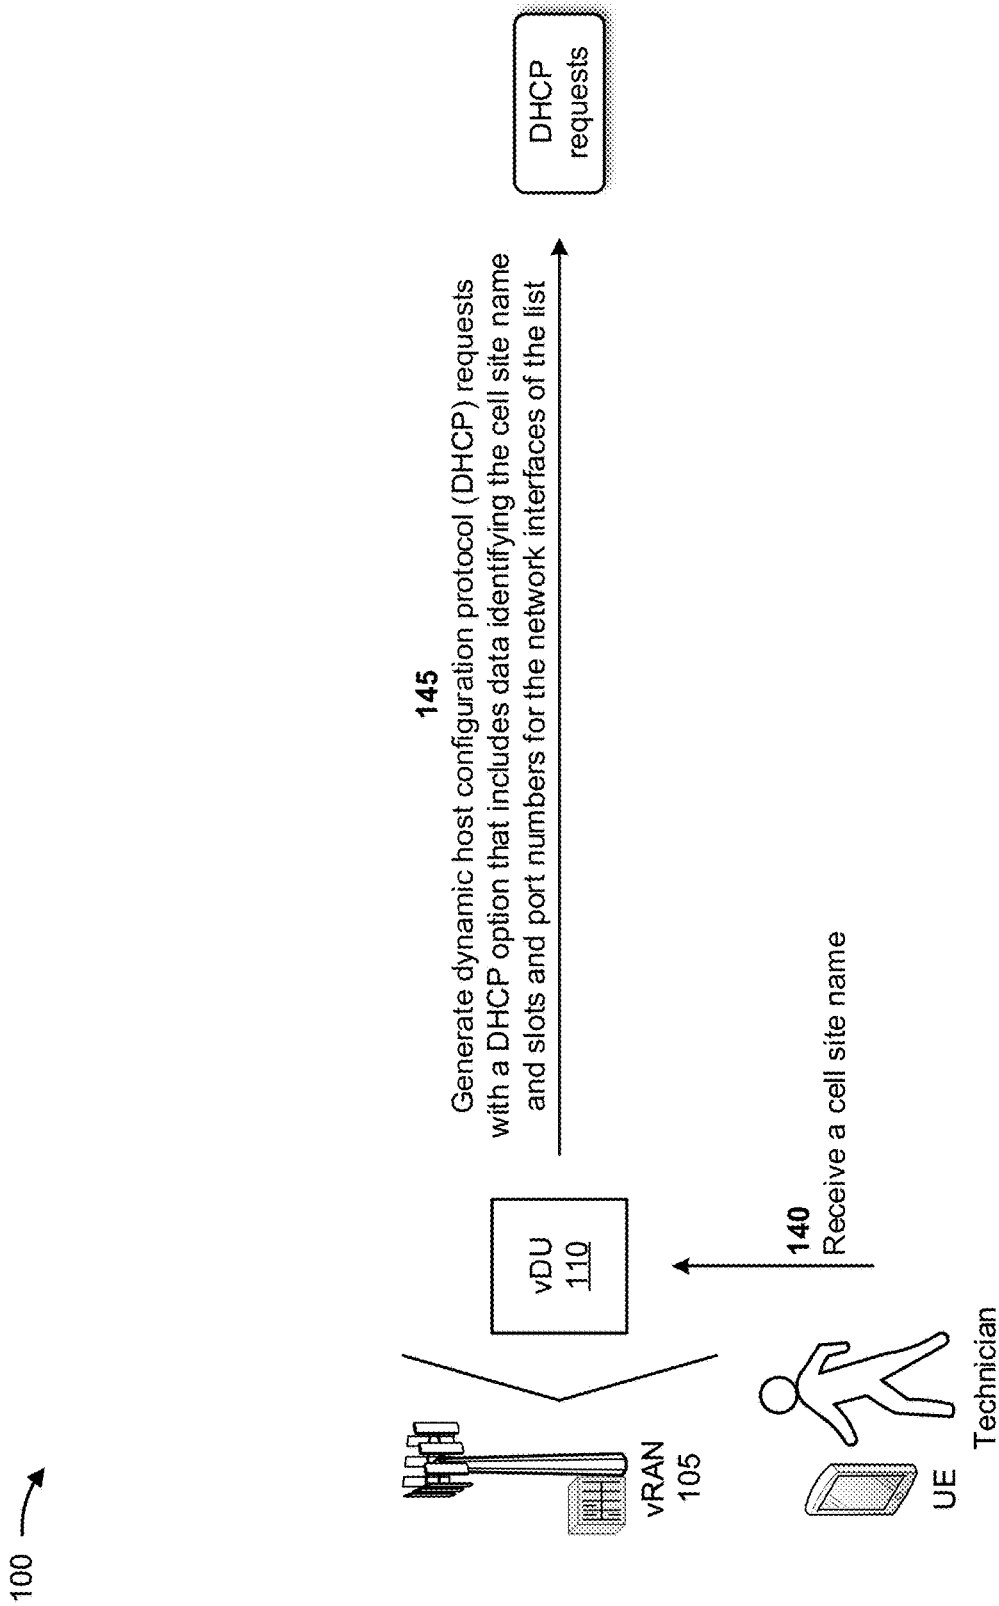 100
145
Generate dynamic host configuration protocol (DHCP) requests
with a DHCP option that includes data identifying the cell site name
and slots and port numbers for the network interfaces of the list
DHCP
requests
vDU
110
vRAN
105
140
Receive a cell site name
UE
Technician